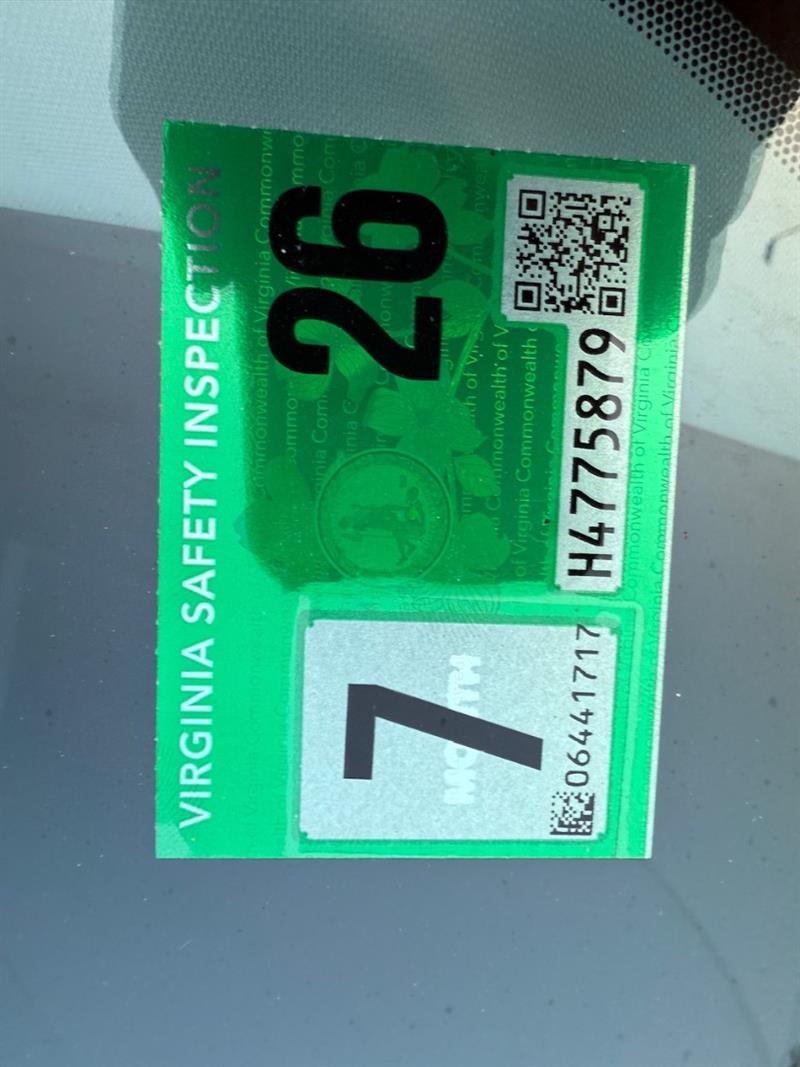 VIRGINIA SAFETY INSPECTION
26
7
MONTH
H4775879
06441717